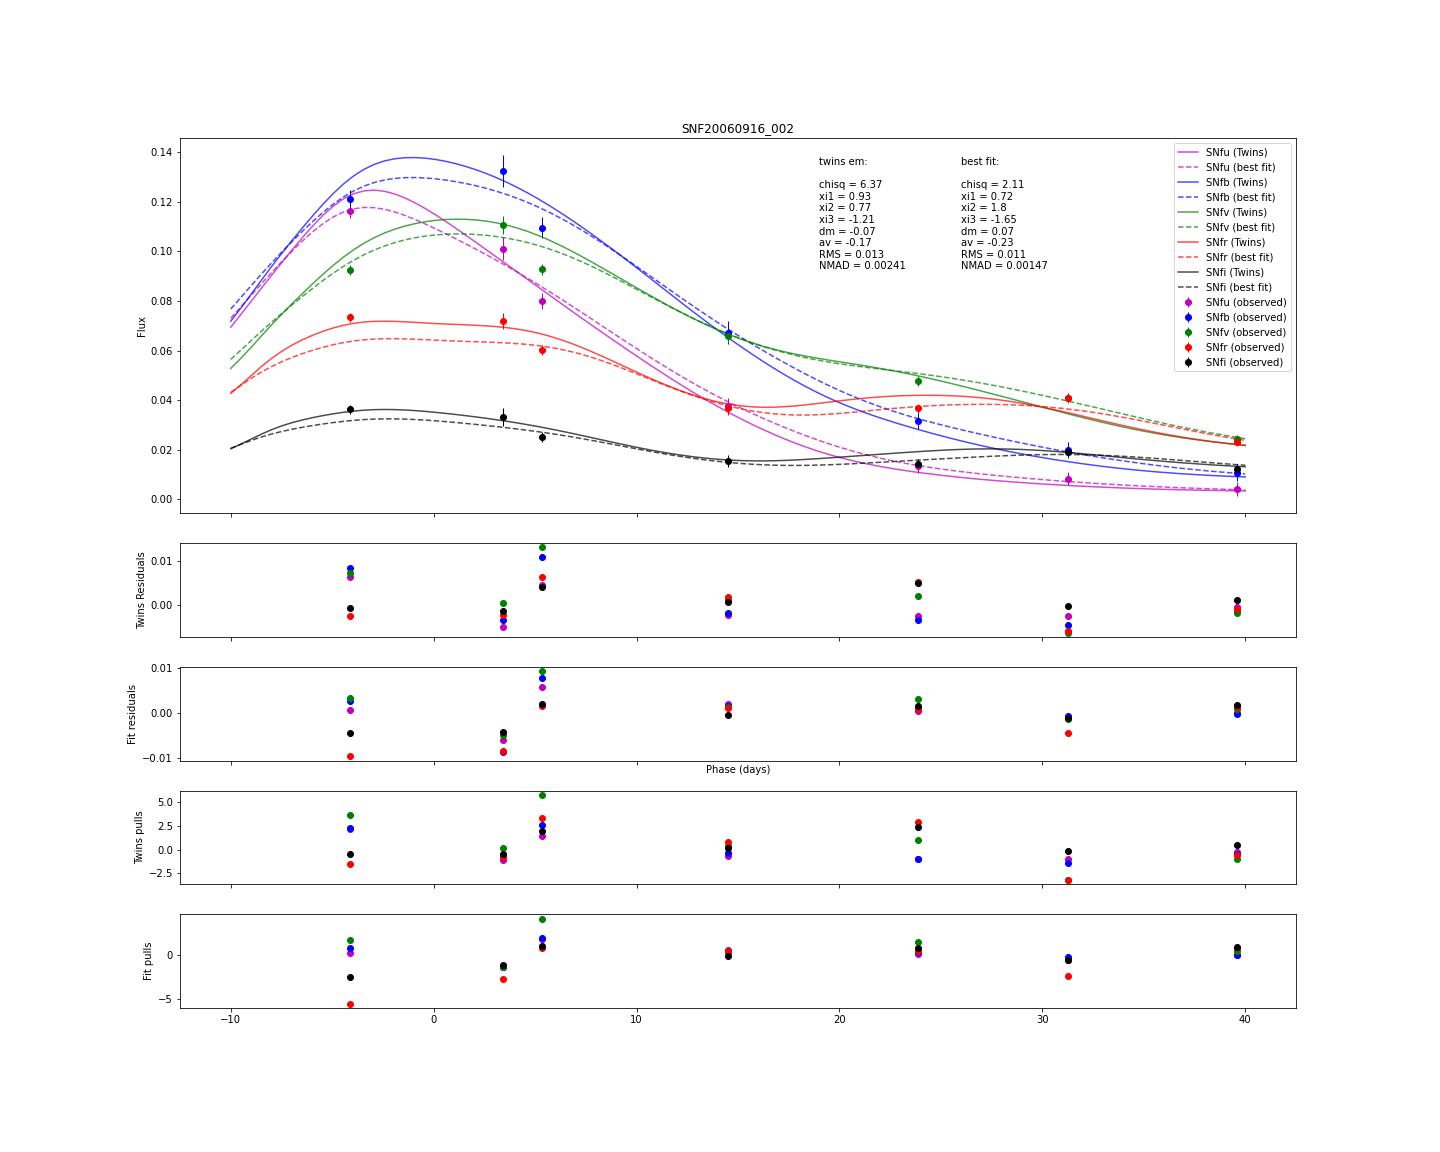 SNF20060916_002
0.14
0.12
0.10
0.08
0.06
0.04
0.02
0.00
Flux
twins em:
chisq = 6.37
xi1 = 0.93
xi2 = 0.77
xi3 = -1.21
dm = -0.07
av = -0.17
RMS = 0.013
NMAD = 0.00241
best fit:
chisq = 2.11
xi1 = 0.72
xi2 = 1.8
xi3 = -1.65
dm = 0.07
av = -0.23
RMS = 0.011
NMAD = 0.00147
SNfu (Twins)
SNfu (best fit)
SNfb (Twins)
SNfb (best fit)
SNfv (Twins)
SNfv (best fit)
SNfr (Twins)
SNfr (best fit)
SNfi (Twins)
SNfi (best fit)
SNfu (observed)
SNfb (observed)
SNfv (observed)
SNfr (observed)
SNfi (observed)
0.01
0.00
Twins Residuals
0.01
0.00
−0.01
Fit residuals
Phase (days)
5.0
2.5
0.0
−2.5
Twins pulls
0
−5
Fit pulls
−10
0
10
20
30
40